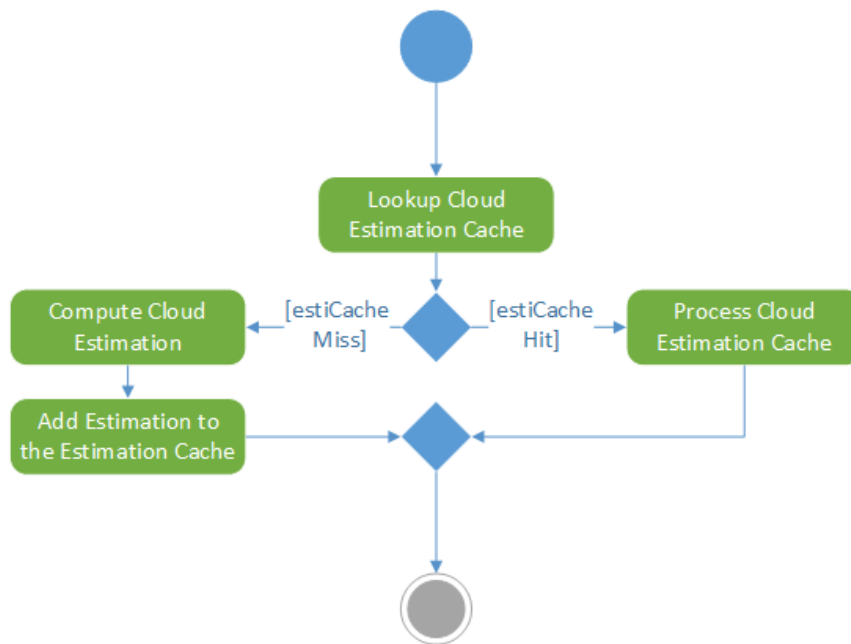 Lookup Cloud
Estimation Cache
Compute Cloud
Estimation
[estiCache
Miss]
[estiCache
Hit]
Process Cloud
Estimation Cache
Add Estimation to
the Estimation Cache